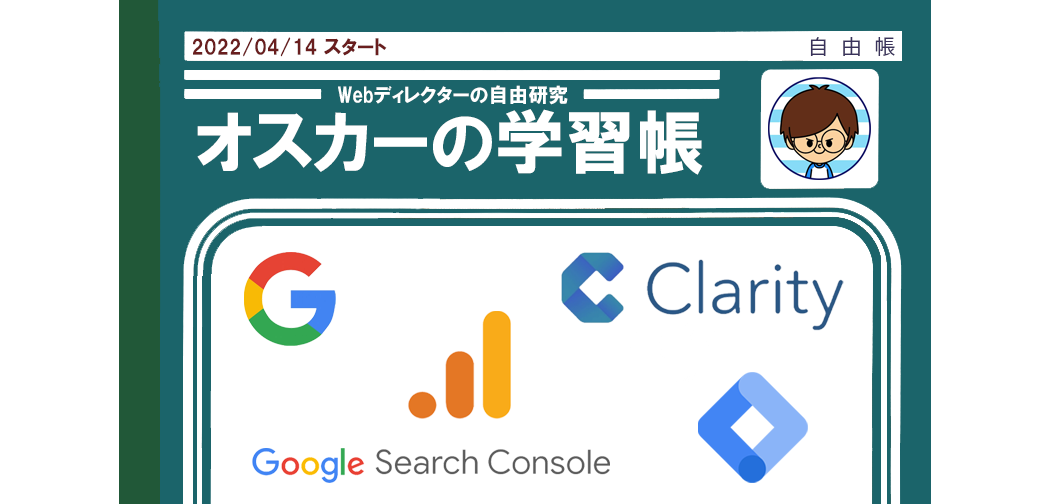 2022/04/14 スタート
自由帳
Webディレクターの自由研究
オスカーの学習帳
G
Clarity
Google Search Console